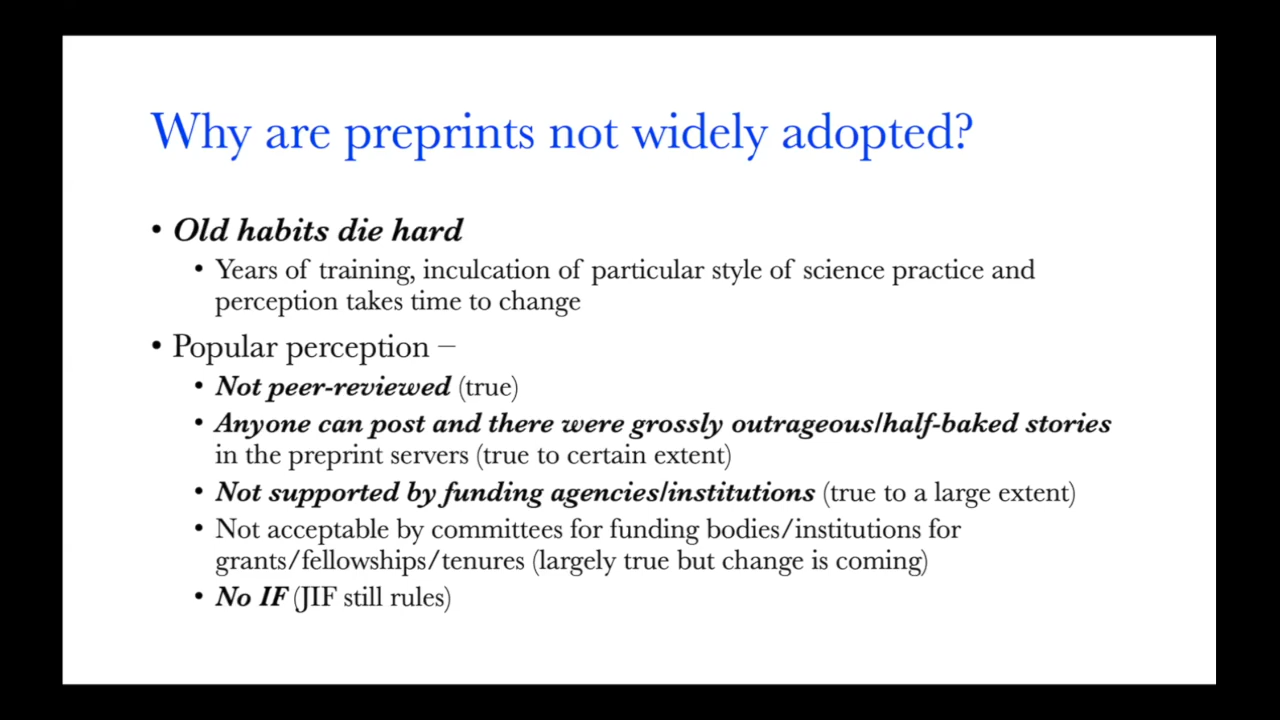 Why are preprints not widely adopted?
• Old habits die hard
• Years of training, inculcation of particular style of science practice and
perception takes time to change
• Popular perception –
• Not peer-reviewed (true)
• Anyone can post and there were grossly outrageous/half-baked stories
in the preprint servers (true to certain extent)
• Not supported by funding agencies/institutions (true to a large extent)
• Not acceptable by committees for funding bodies/institutions for
grants/fellowships/tenures (largely true but change is coming)
• No IF (JIF still rules)